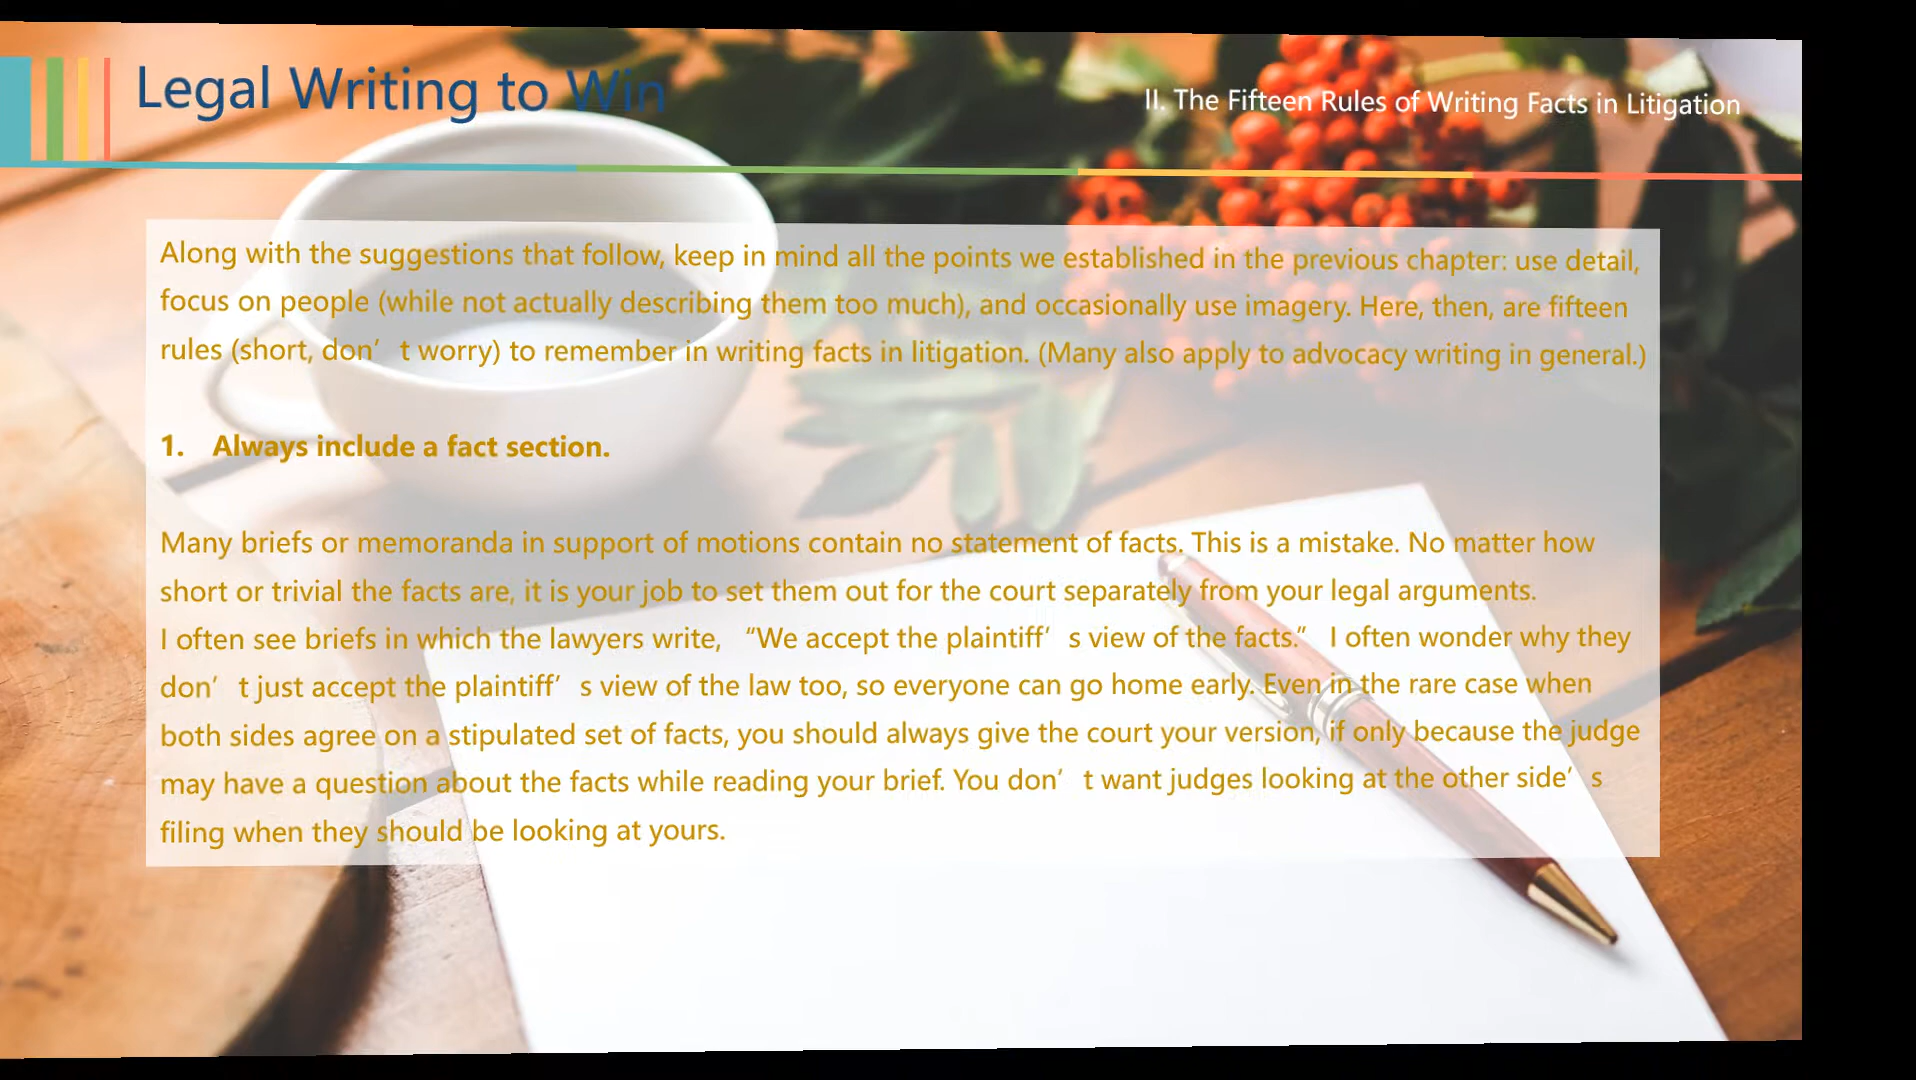 Legal Writing to Win
II. The Fifteen Rules of Writing Facts in Litigation
Along with the suggestions that follow, keep in mind all the points we established in the previous chapter: use detail,
focus on people (while not actually describing them too much), and occasionally use imagery. Here, then, are fifteen
rules (short, don’t worry) to remember in writing facts in litigation. (Many also apply to advocacy writing in general.)
1. Always include a fact section.
Many briefs or memoranda in support of motions contain no statement of facts. This is a mistake. No matter how
short or trivial the facts are, it is your job to set them out for the court separately from your legal arguments.
I often see briefs in which the lawyers write, “We accept the plaintiff’s view of the facts.” I often wonder why they
don’t just accept the plaintiff’s view of the law too, so everyone can go home early. Even in the rare case when
both sides agree on a stipulated set of facts, you should always give the court your version, if only because the judge
may have a question about the facts while reading your brief. You don’t want judges looking at the other side’s
filing when they should be looking at yours.